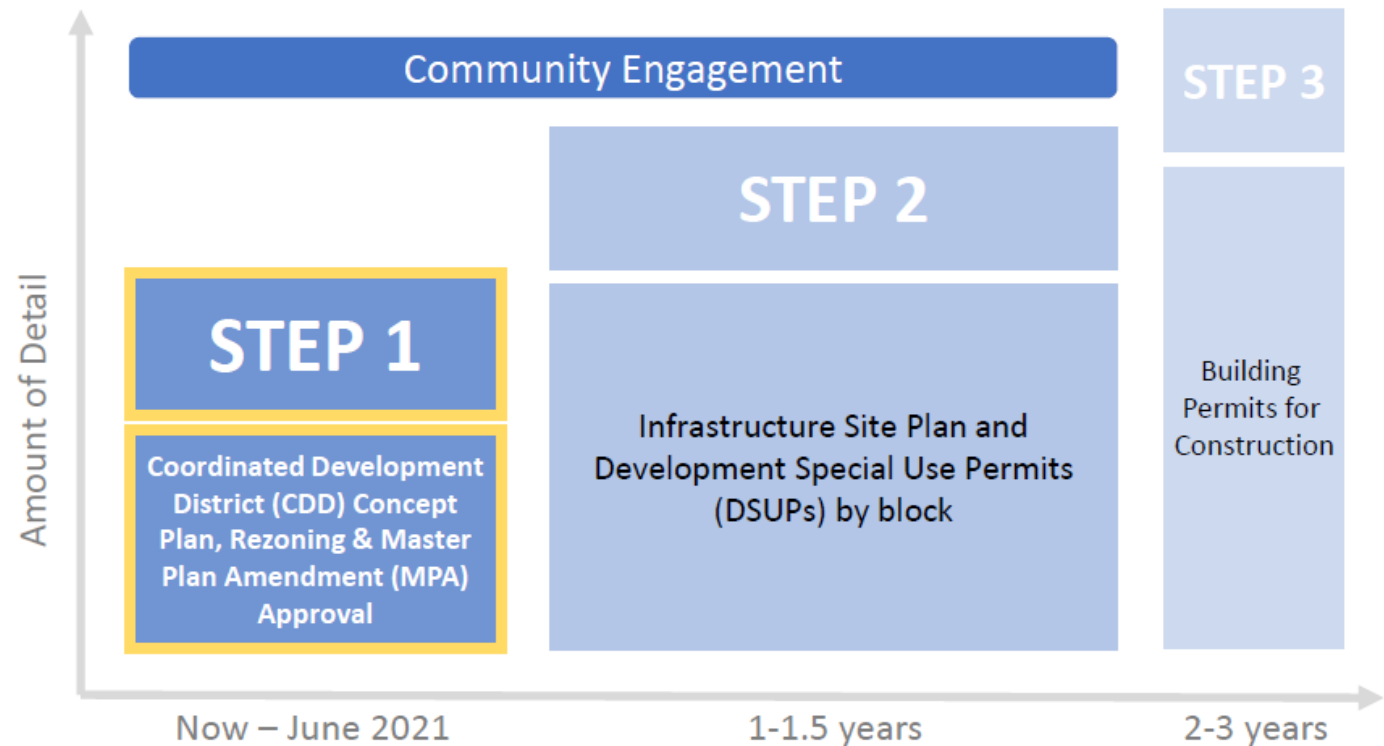 Community Engagement
STEP 3
STEP 2
STEP 1
Coordinated Development
District (CDD) Concept
Plan, Rezoning & Master
Plan Amendment (MPA)
Approval
Infrastructure Site Plan and
Development Special Use Permits
(DSUPs) by block
Building
Permits for
Construction
Amount of Detail
Now – June 2021
1-1.5 years
2-3 years